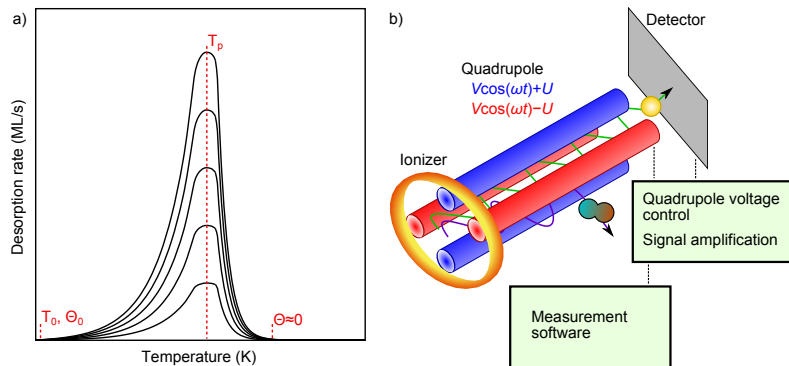 a)
T₀, Θ₀
Tₚ
Θ≈0
Desorption rate (ML/s)
Temperature (K)
b)
Detector
Quadrupole
Vcos(ωt)+U
Vcos(ωt)−U
Ionizer
Quadrupole voltage
control
Signal amplification
Measurement
software